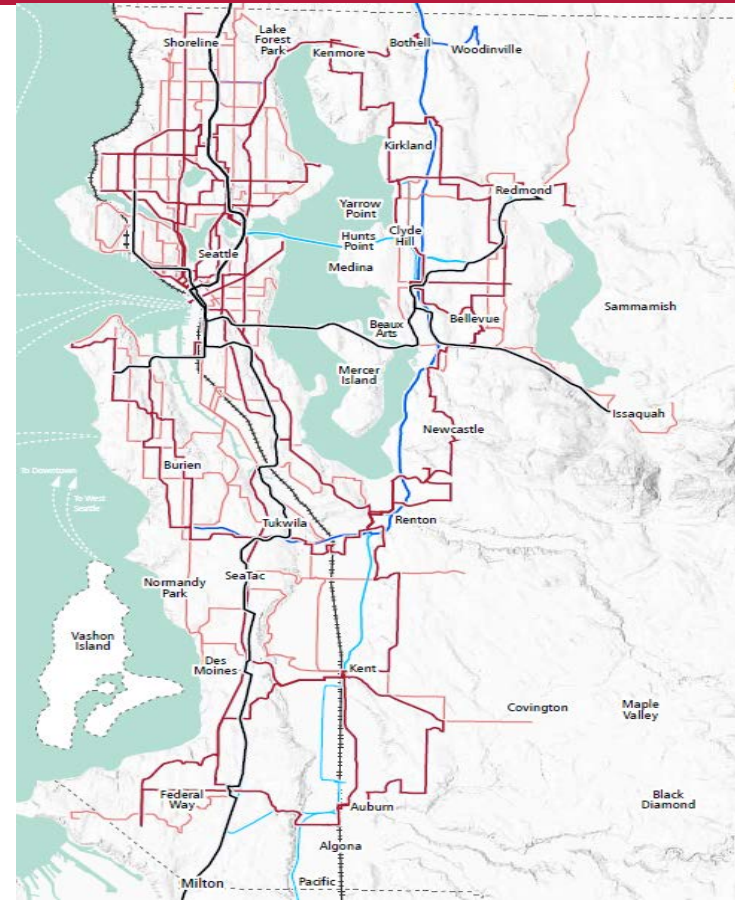 Shoreline
Lake
Forest
Park
Kenmore
Bothell
Woodinville
Kirkland
Redmond
Yarrow
Point
Hunts
Point
Clyde
Hill
Seattle
Medina
Sammamish
Beaux
Arts
Bellevue
Mercer
Island
Issaquah
Newcastle
Burien
To Downtown
To West
Seattle
Tukwila
Renton
SeaTac
Normandy
Park
Vashon
Island
Des
Moines
Kent
Covington
Maple
Valley
Federal
Way
Auburn
Black
Diamond
Algona
Milton
Pacific